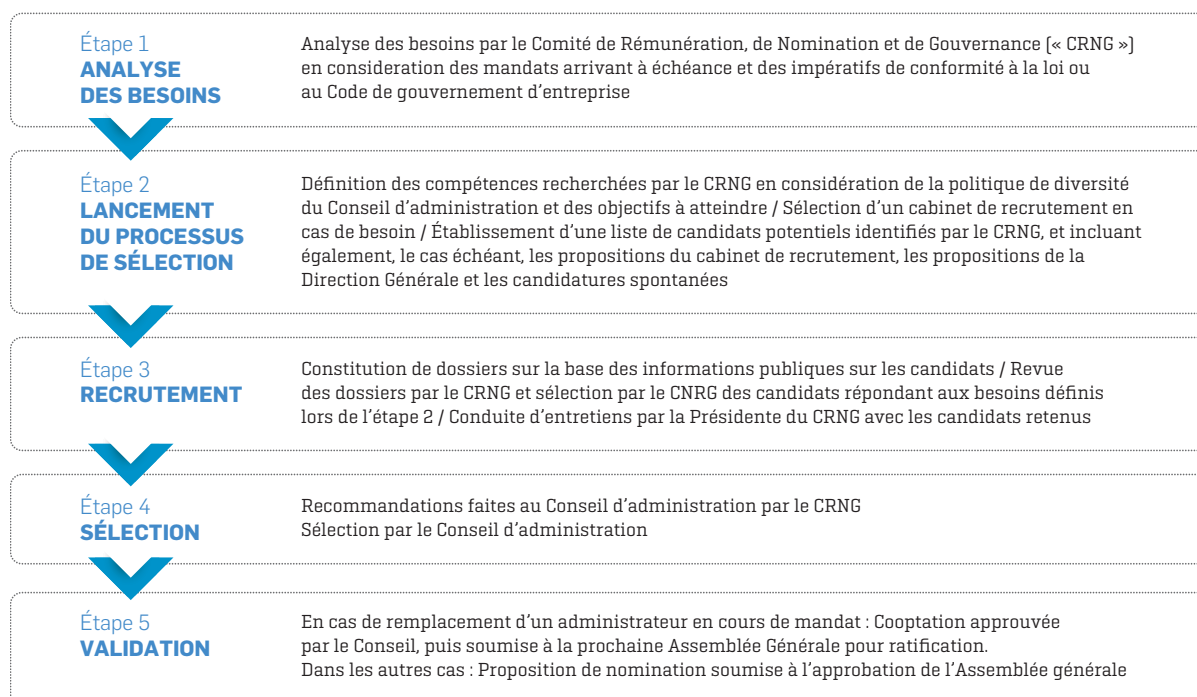 Étape 1
ANALYSE
DES BESOINS
Analyse des besoins par le Comité de Rémunération, de Nomination et de Gouvernance (« CRNG »)
en consideration des mandats arrivant à échéance et des impératifs de conformité à la loi ou
au Code de gouvernement d'entreprise
Étape 2
LANCEMENT
DU PROCESSUS
DE SÉLECTION
Définition des compétences recherchées par le CRNG en considération de la politique de diversité
du Conseil d'administration et des objectifs à atteindre / Sélection d'un cabinet de recrutement en
cas de besoin / Établissement d'une liste de candidats potentiels identifiés par le CRNG, et incluant
également, le cas échéant, les propositions du cabinet de recrutement, les propositions de la
Direction Générale et les candidatures spontanées
Étape 3
RECRUTEMENT
Constitution de dossiers sur la base des informations publiques sur les candidats / Revue
des dossiers par le CRNG et sélection par le CNRG des candidats répondant aux besoins définis
lors de l'étape 2 / Conduite d'entretiens par la Présidente du CRNG avec les candidats retenus
Étape 4
SÉLECTION
Recommandations faites au Conseil d'administration par le CRNG
Sélection par le Conseil d'administration
Étape 5
VALIDATION
En cas de remplacement d'un administrateur en cours de mandat : Cooptation approuvée
par le Conseil, puis soumise à la prochaine Assemblée Générale pour ratification.
Dans les autres cas : Proposition de nomination soumise à l'approbation de l'Assemblée générale